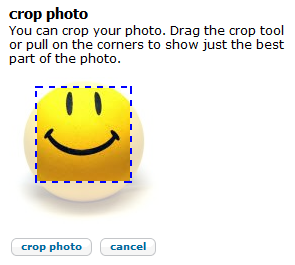 crop photo
You can crop your photo. Drag the crop tool
or pull on the corners to show just the best
part of the photo.
crop photo cancel